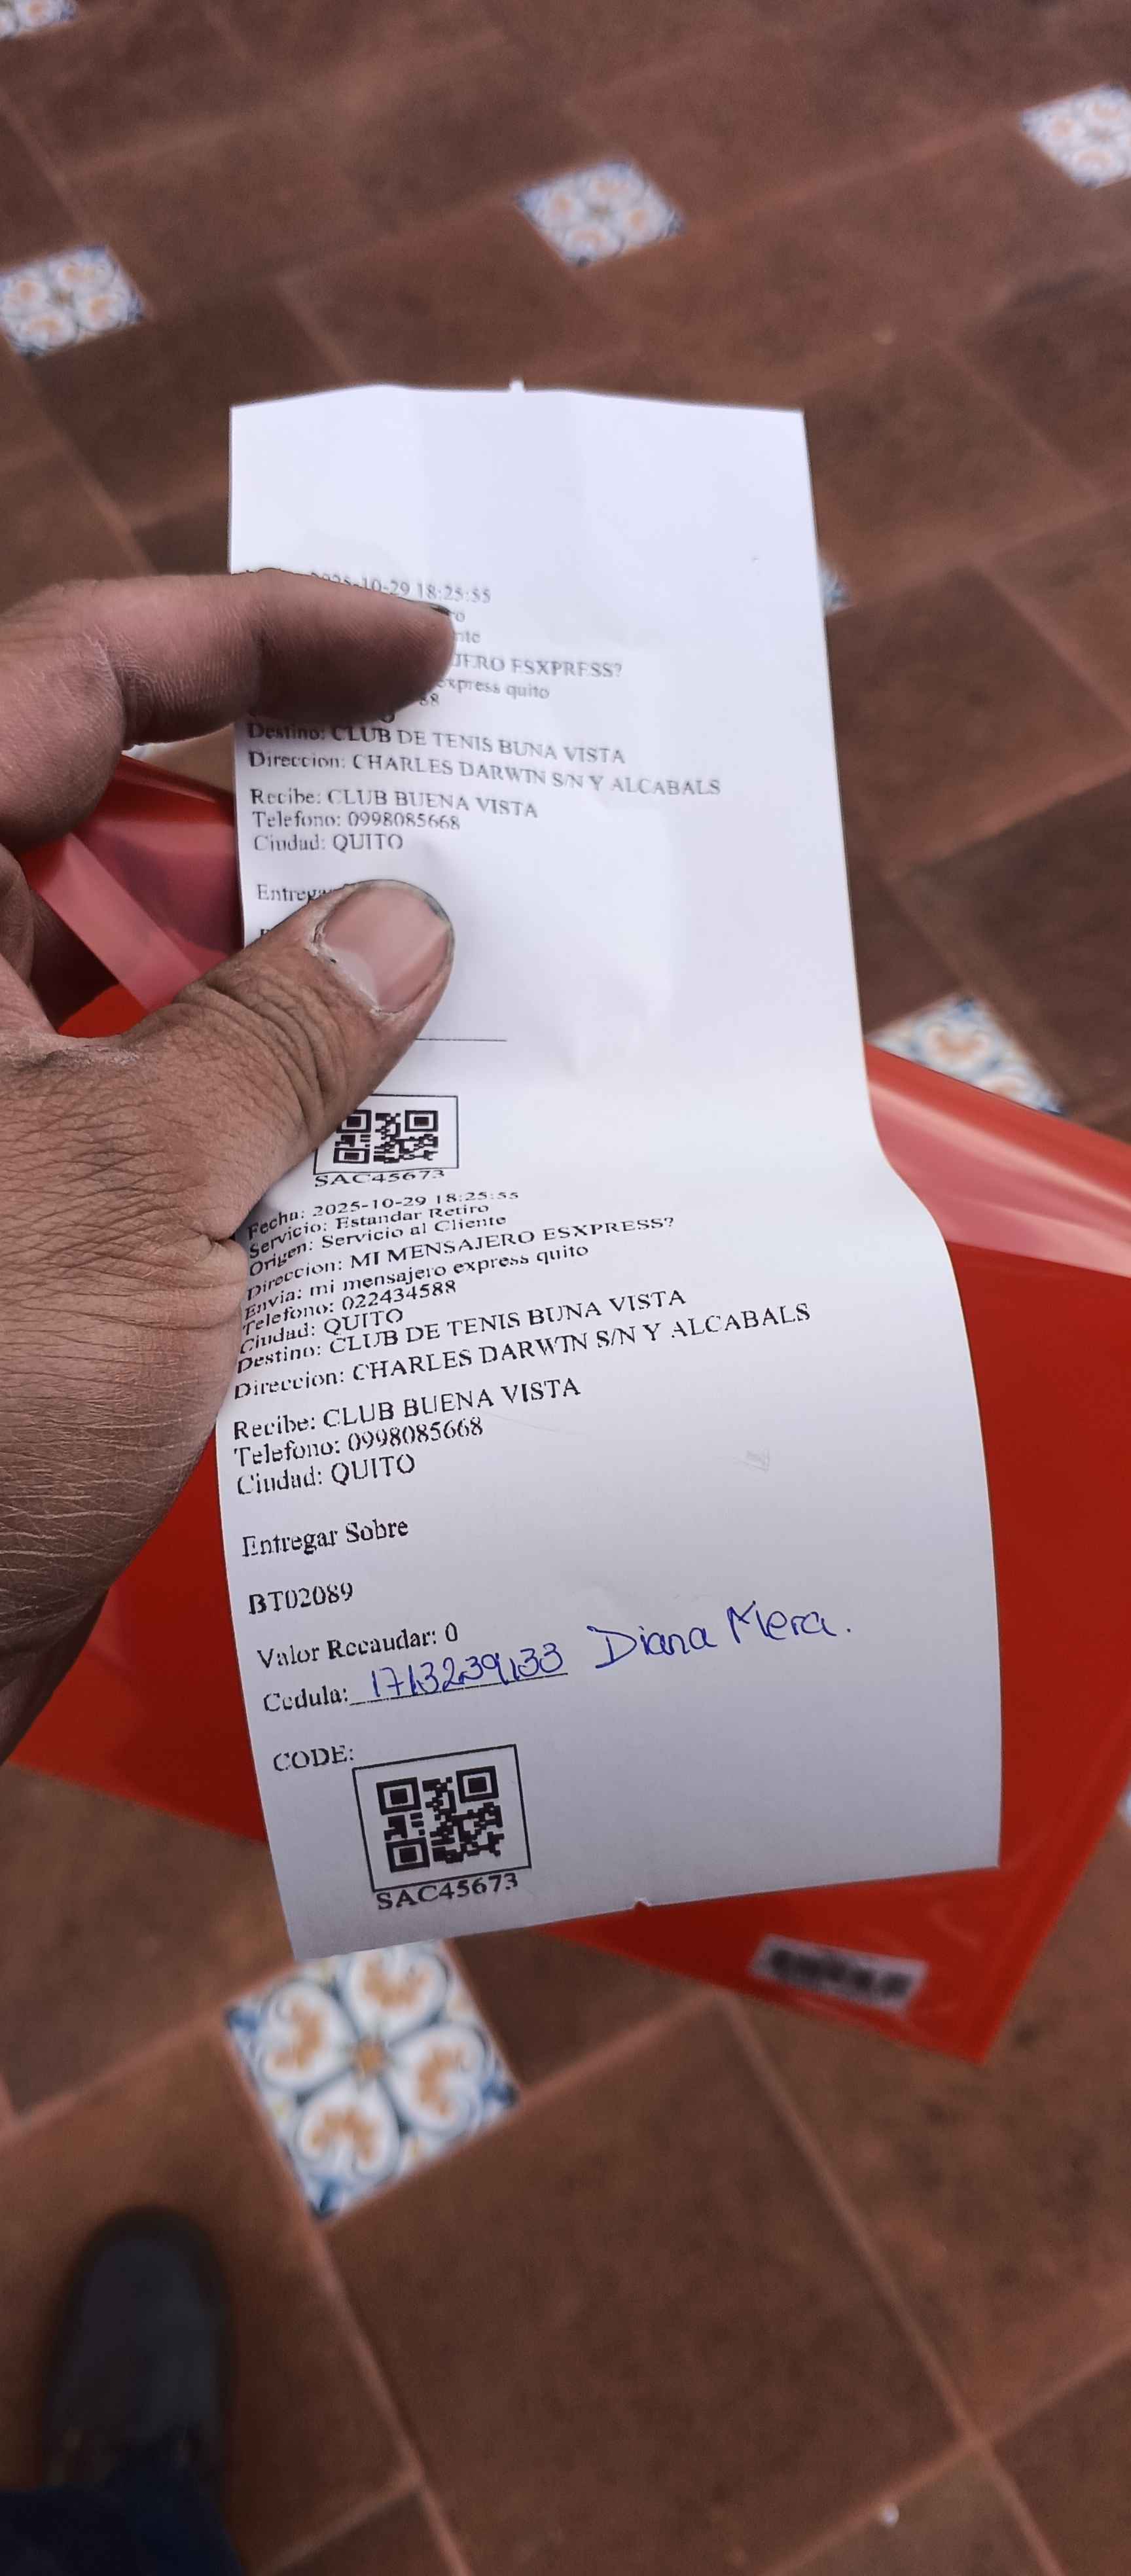 2025-10-29 18:25:55
ESXPRESS?
express quito
Destino: CLUB DE TENIS BUNA VISTA
Direccion: CHARLES DARWIN S/N Y ALCABALS
Recibe: CLUB BUENA VISTA
Telefono: 0998085668
Ciudad: QUITO
SAC45673
Fecha: 2025-10-29 18:25:55
Servicio: Estandar Retiro
Origen: Servicio al Cliente
Direccion: MI MENSAJERO ESXPRESS?
Envia: mi mensajero express quito
Telefono: 022434588
Ciudad: QUITO
Destino: CLUB DE TENIS BUNA VISTA
Direccion: CHARLES DARWIN S/N Y ALCABALS
Recibe: CLUB BUENA VISTA
Telefono: 0998085668
Ciudad: QUITO
Entregar Sobre
BT02089
Valor Recaudar: 0
Cedula: 1713239133 Diana Mera.
CODE:
SAC45673